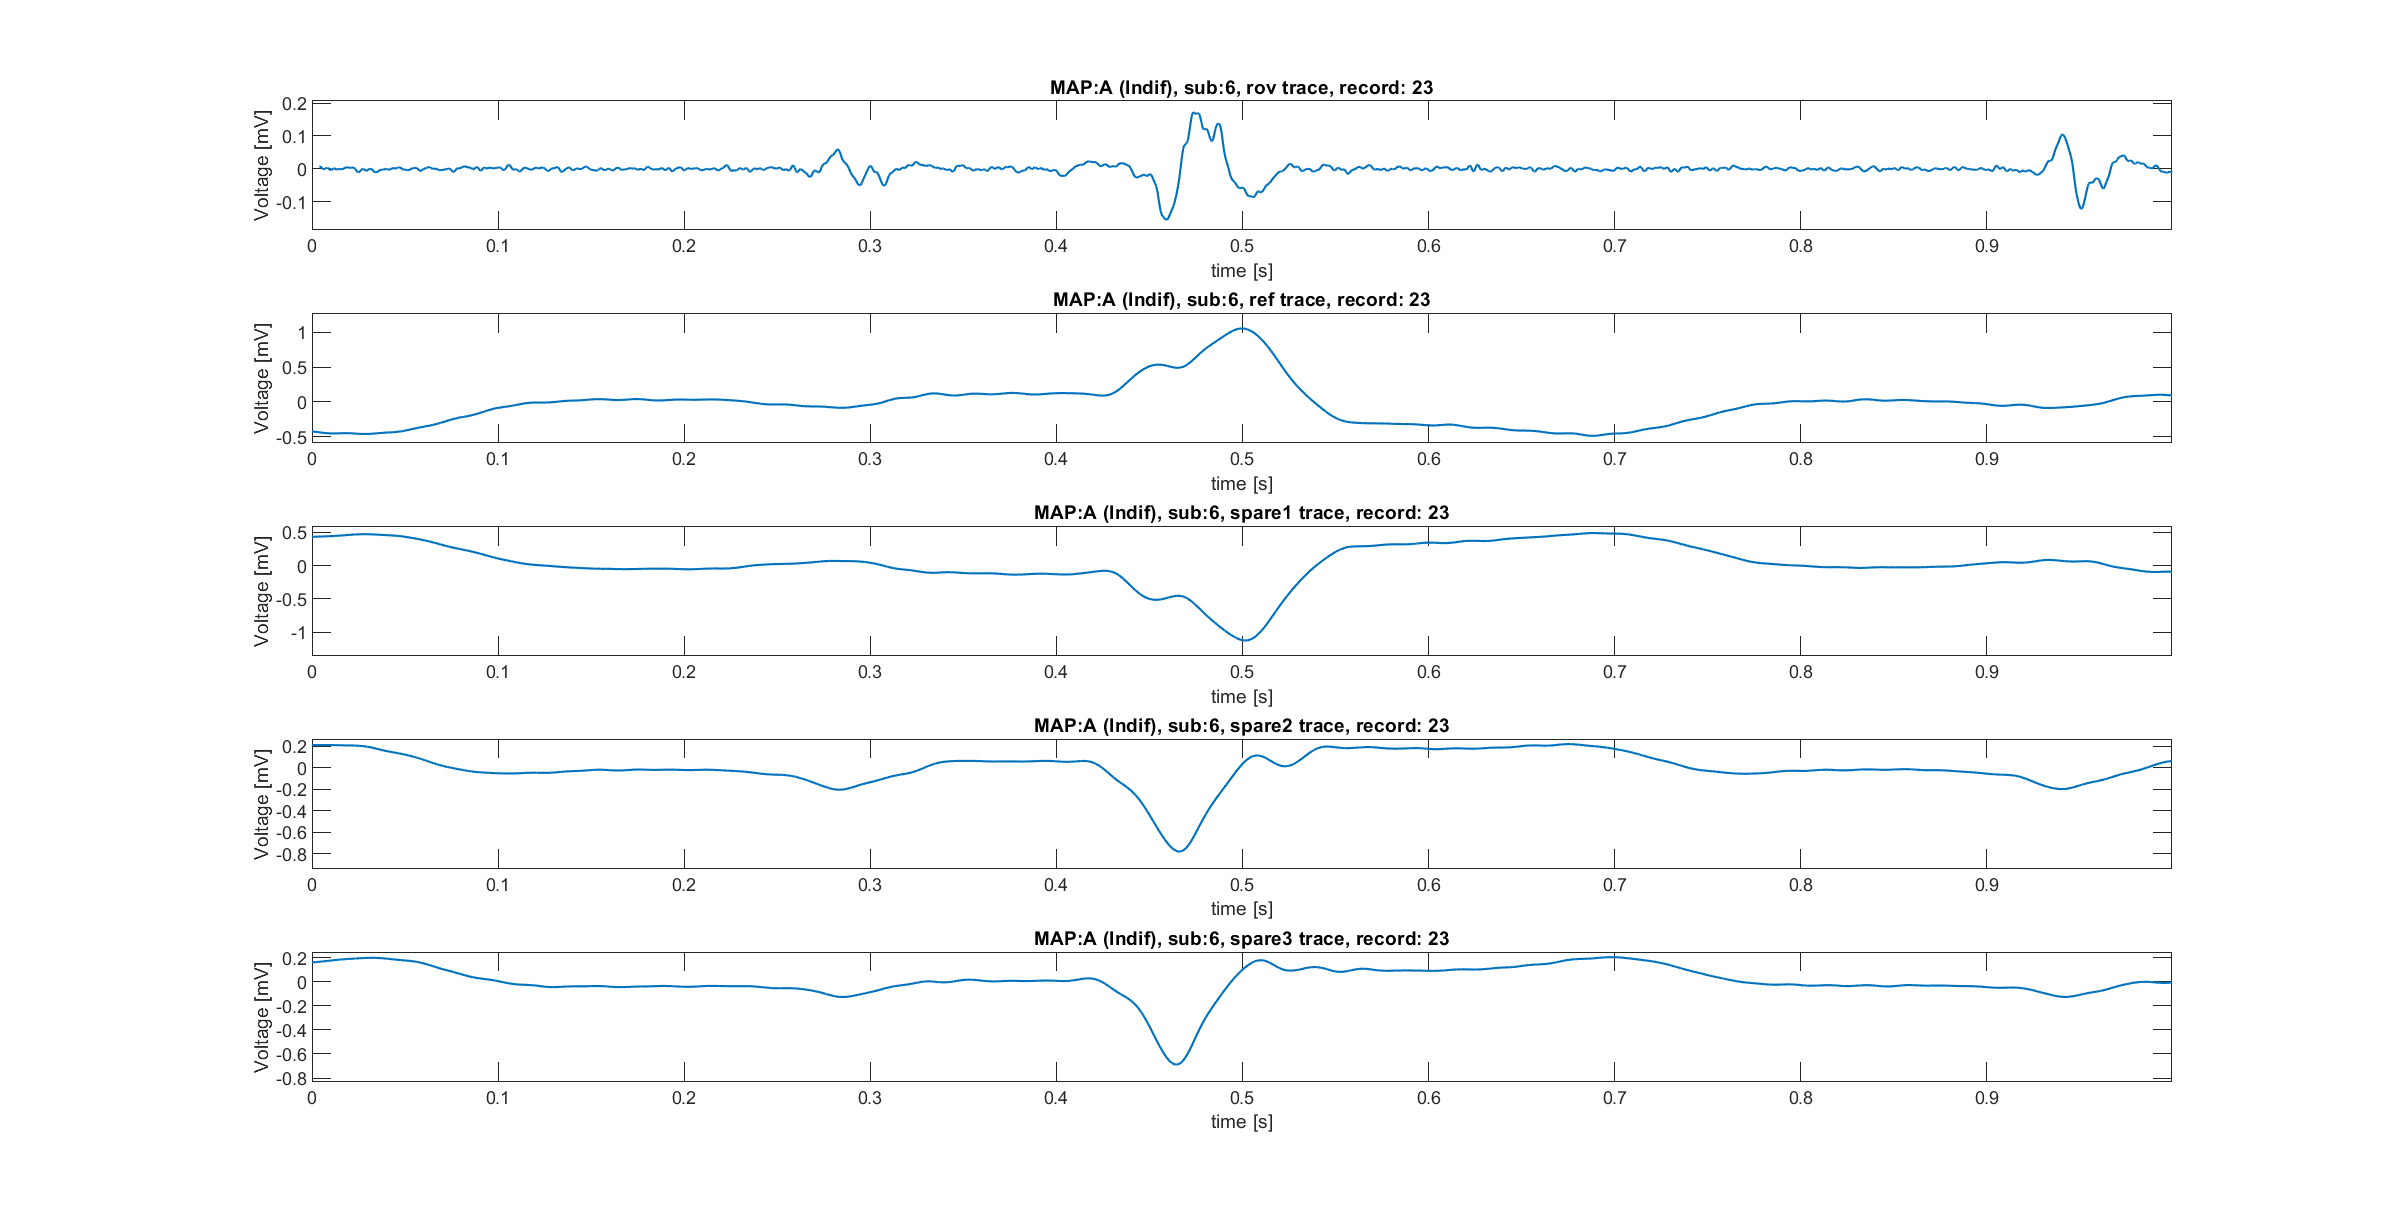 MAP:A (Indif), sub:6, rov trace, record: 23
Voltage [mV]
0.2
0.1
0
-0.1
0 0.1 0.2 0.3 0.4 0.5 0.6 0.7 0.8 0.9
time [s]
MAP:A (Indif), sub:6, ref trace, record: 23
Voltage [mV]
1
0.5
0
-0.5
0 0.1 0.2 0.3 0.4 0.5 0.6 0.7 0.8 0.9
time [s]
MAP:A (Indif), sub:6, spare1 trace, record: 23
Voltage [mV]
0.5
0
-0.5
-1
0 0.1 0.2 0.3 0.4 0.5 0.6 0.7 0.8 0.9
time [s]
MAP:A (Indif), sub:6, spare2 trace, record: 23
Voltage [mV]
0.2
0
-0.2
-0.4
-0.6
-0.8
0 0.1 0.2 0.3 0.4 0.5 0.6 0.7 0.8 0.9
time [s]
MAP:A (Indif), sub:6, spare3 trace, record: 23
Voltage [mV]
0.2
0
-0.2
-0.4
-0.6
-0.8
0 0.1 0.2 0.3 0.4 0.5 0.6 0.7 0.8 0.9
time [s]